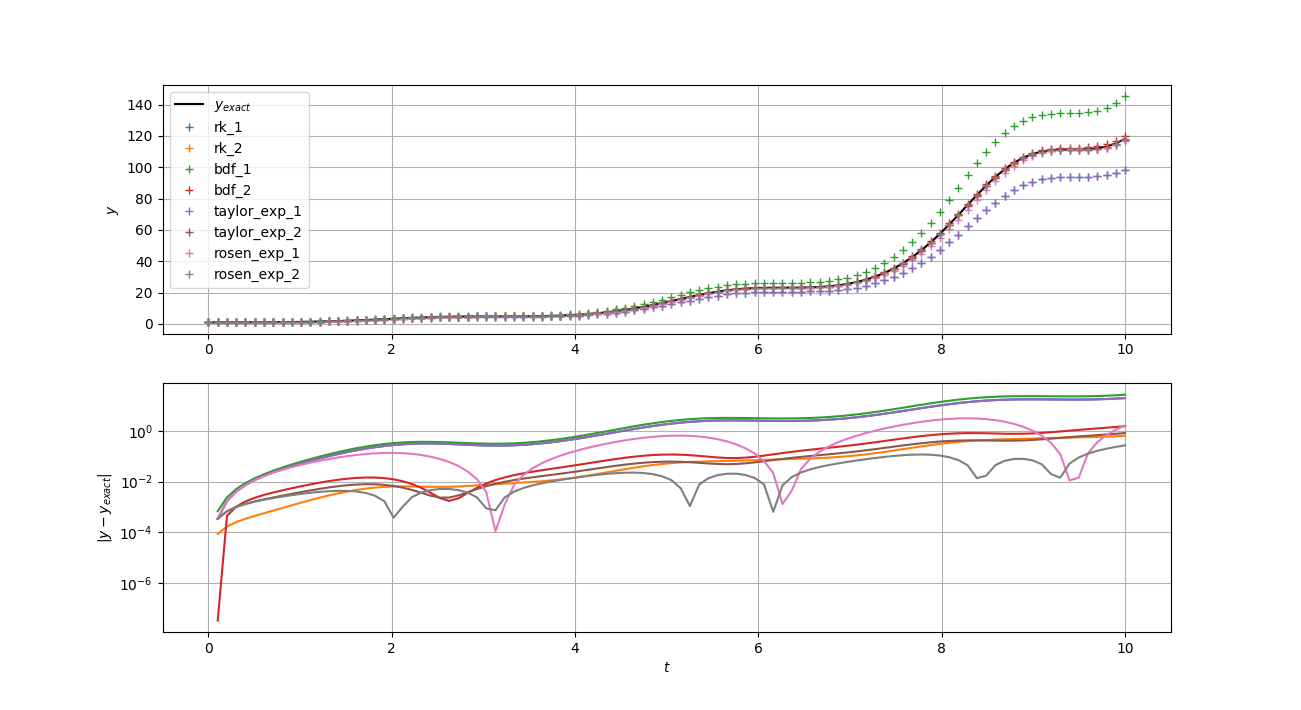 140
120
100
80
60
40
20
0
y
y_exact
rk_1
rk_2
bdf_1
bdf_2
taylor_exp_1
taylor_exp_2
rosen_exp_1
rosen_exp_2
0 2 4 6 8 10
10^0
10^−2
10^−4
10^−6
|y − y_exact|
0 2 4 6 8 10
t